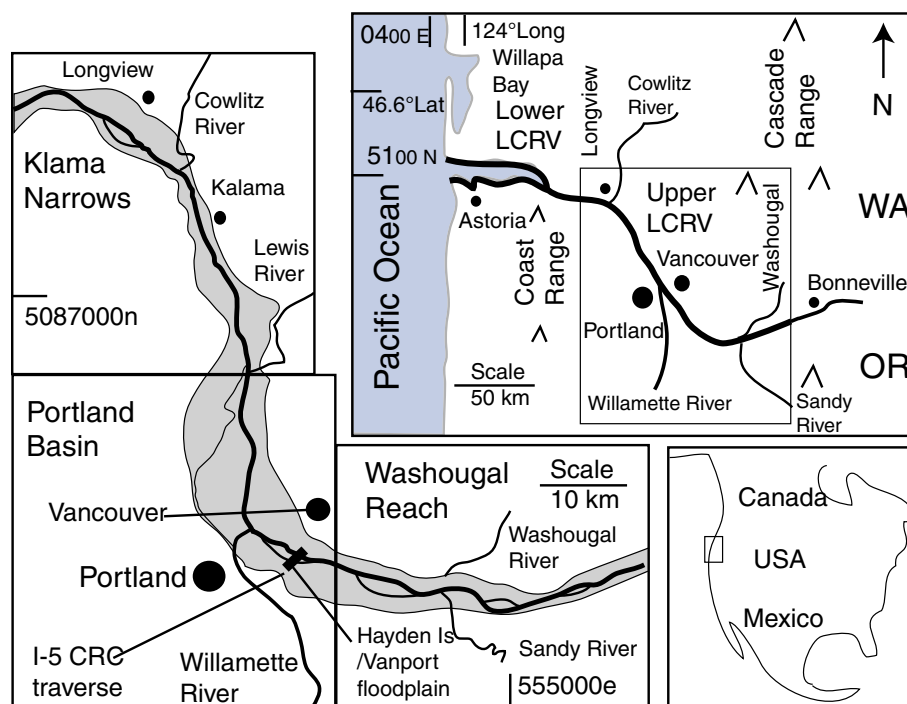 Longview
Cowlitz
River
Klama
Narrows
Kalama
Lewis
River
5087000n
0400 E
124°Long
Willapa
Bay
46.6°Lat
Lower
LCRV
5100 N
Longview
Cowlitz
River
Cascade
Range
N
Pacific Ocean
Astoria
Coast
Range
Upper
LCRV
Washougal
WA
Vancouver
Bonneville
Portland
OR
Scale
50 km
Willamette River
Sandy
River
Portland
Basin
Vancouver
Portland
I-5 CRC
traverse
Willamette
River
Washougal
Reach
Scale
10 km
Washougal
River
Hayden Is
/Vanport
floodplain
Sandy River
555000e
Canada
USA
Mexico